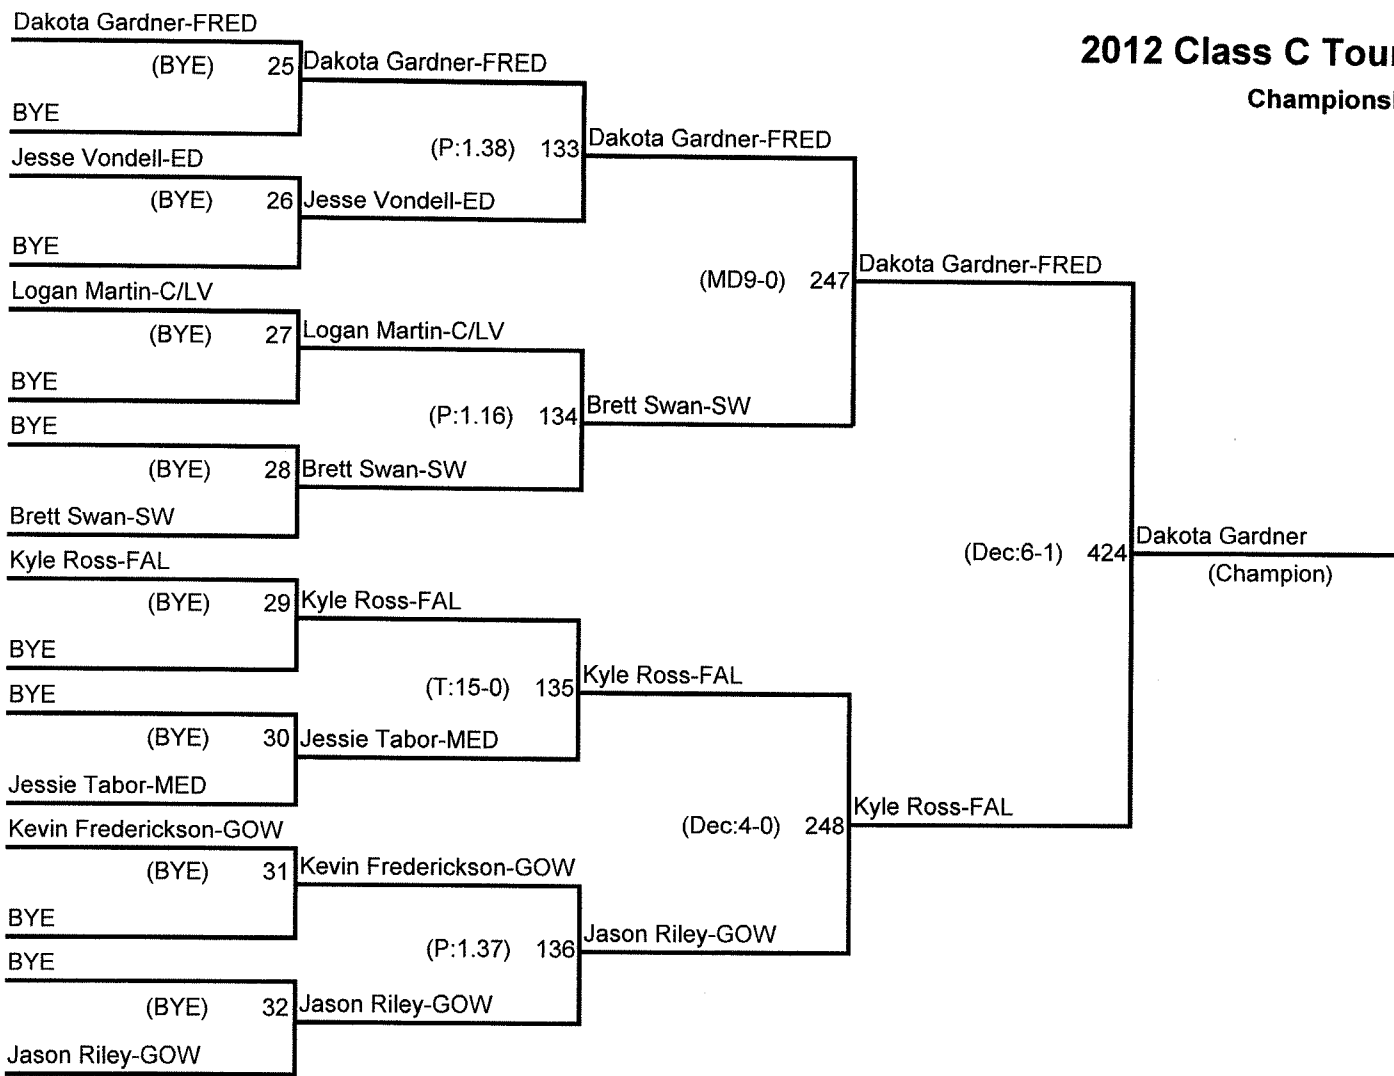 Dakota Gardner-FRED
2012 Class C Tour
(BYE) 25 Dakota Gardner-FRED
Championsh
BYE
(P:1.38) 133 Dakota Gardner-FRED
Jesse Vondell-ED
(BYE) 26 Jesse Vondell-ED
BYE
(MD9-0) 247 Dakota Gardner-FRED
Logan Martin-C/LV
(BYE) 27 Logan Martin-C/LV
BYE
(P:1.16) 134 Brett Swan-SW
BYE
(BYE) 28 Brett Swan-SW
Brett Swan-SW
(Dec:6-1) 424 Dakota Gardner
(Champion)
Kyle Ross-FAL
(BYE) 29 Kyle Ross-FAL
BYE
(T:15-0) 135 Kyle Ross-FAL
BYE
(BYE) 30 Jessie Tabor-MED
Jessie Tabor-MED
(Dec:4-0) 248 Kyle Ross-FAL
Kevin Frederickson-GOW
(BYE) 31 Kevin Frederickson-GOW
BYE
(P:1.37) 136 Jason Riley-GOW
BYE
(BYE) 32 Jason Riley-GOW
Jason Riley-GOW